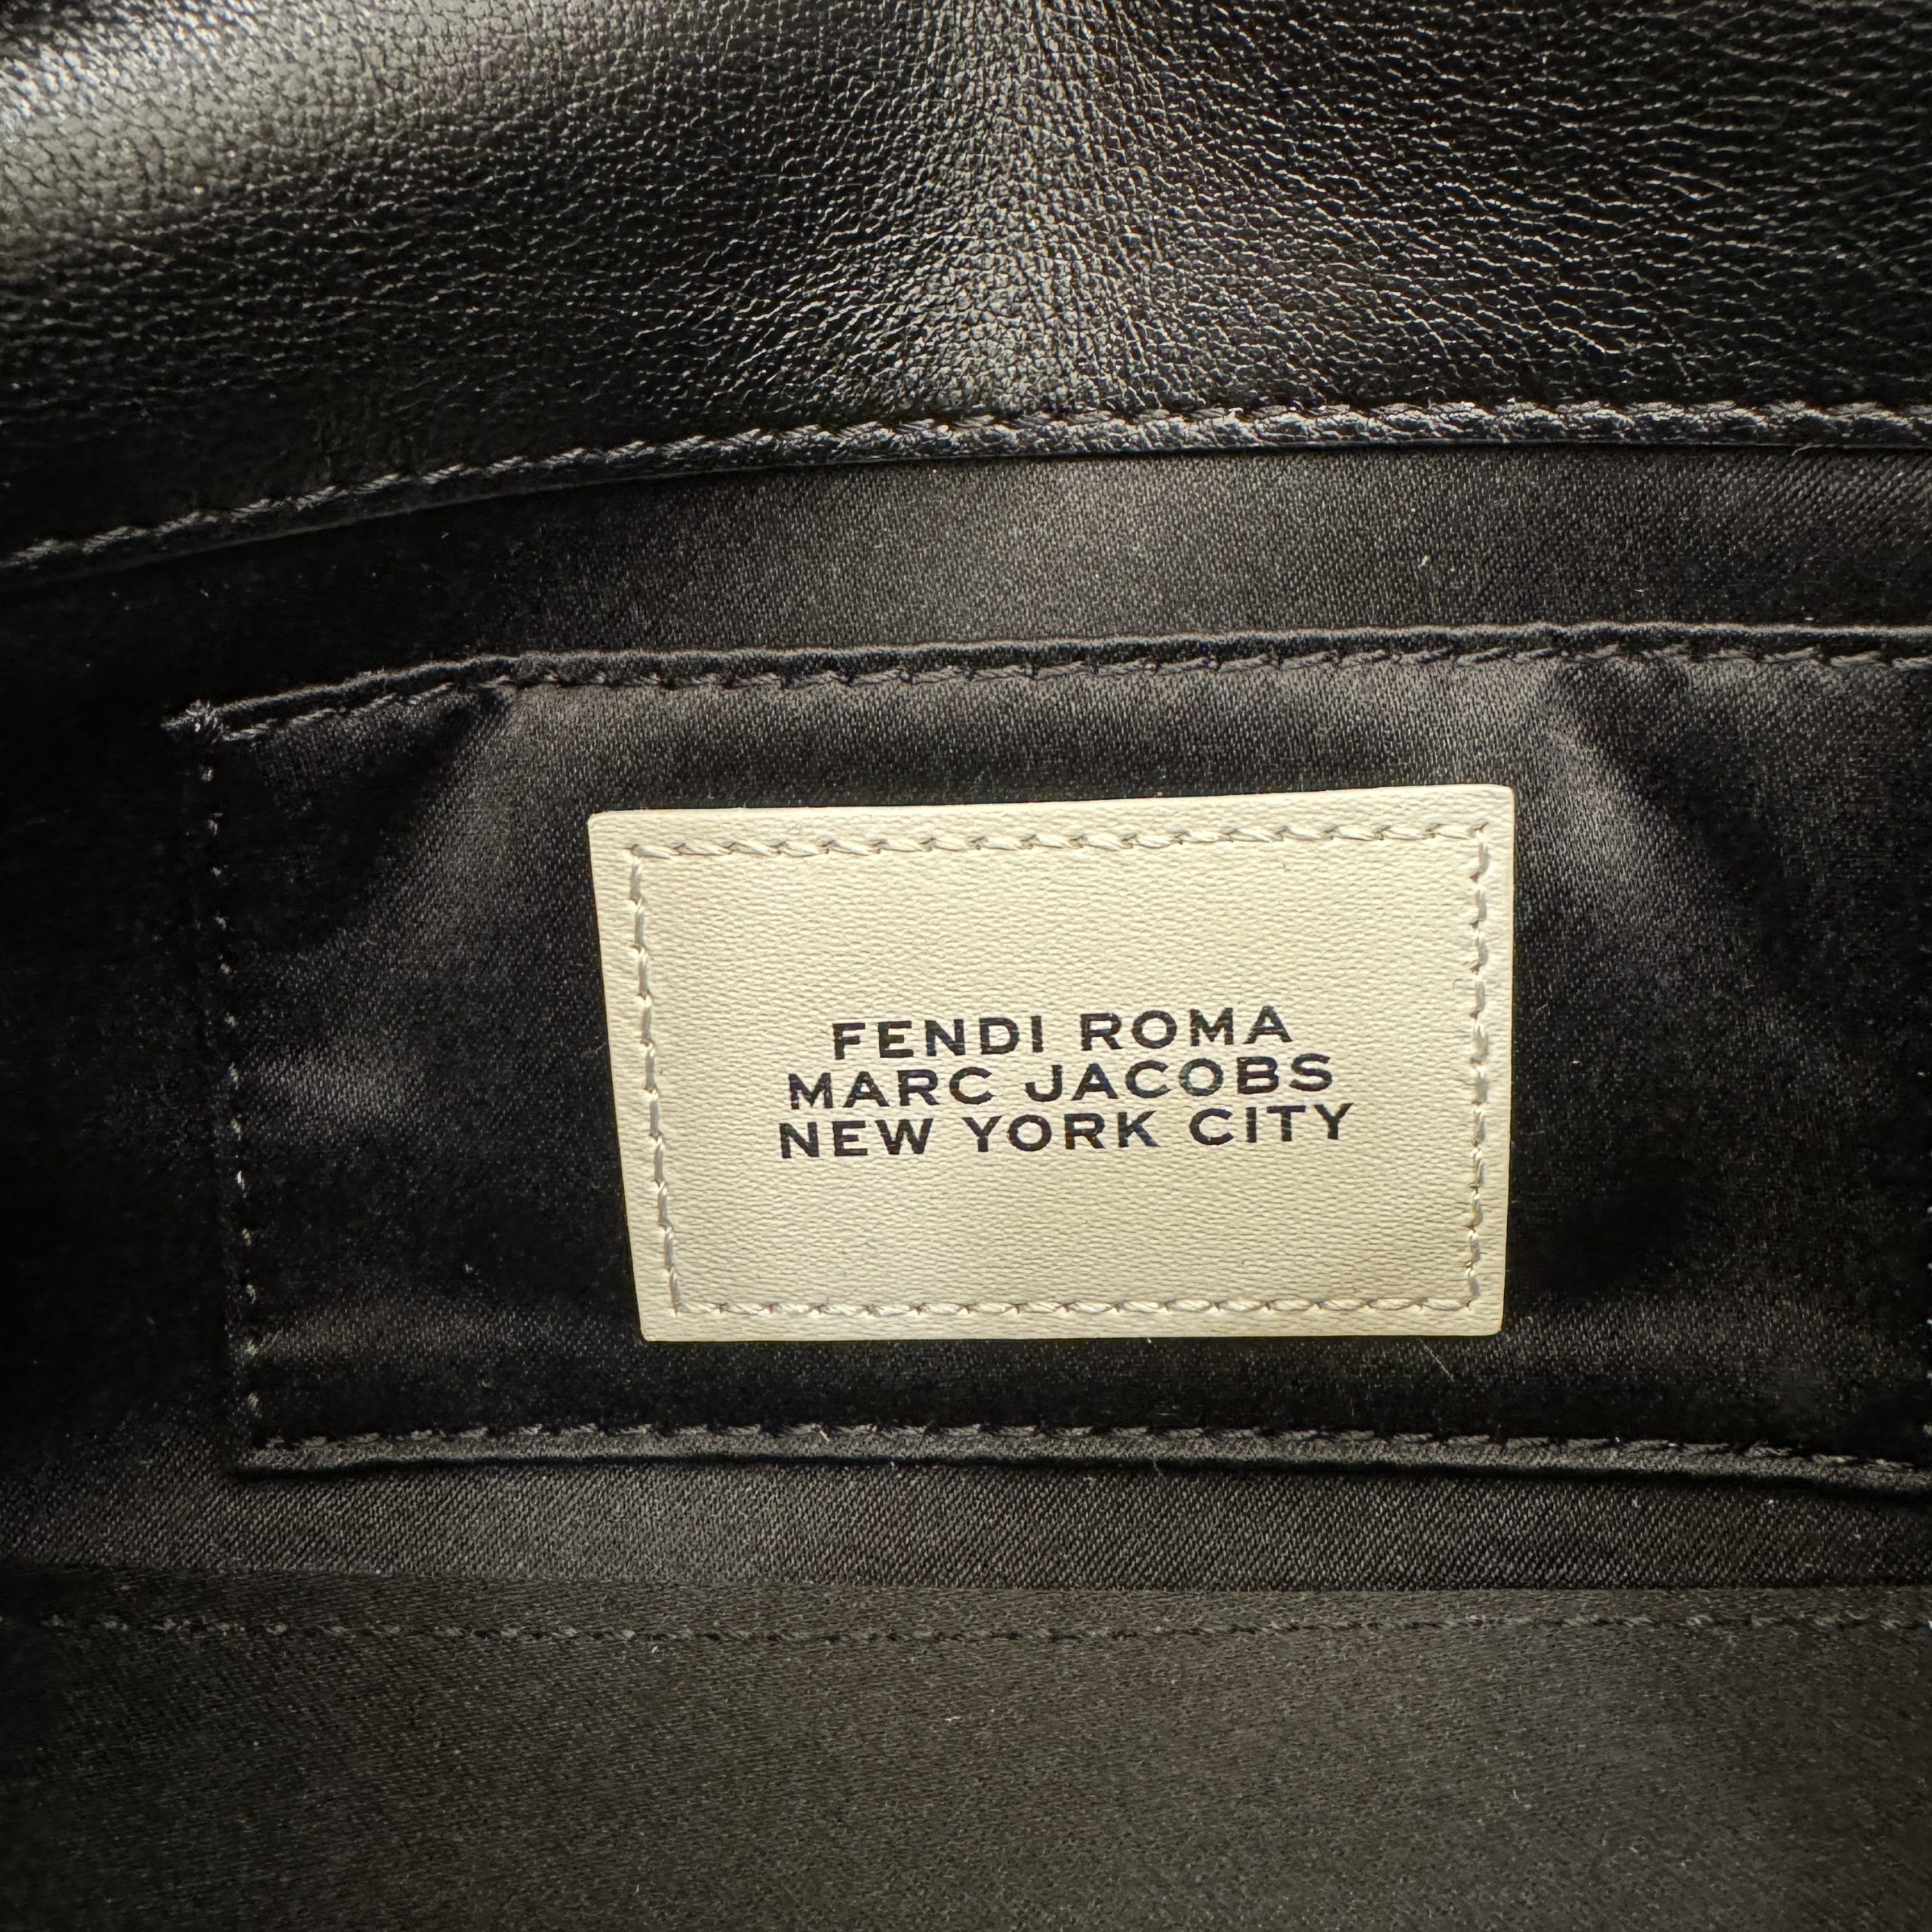 FENDI ROMA
MARC JACOBS
NEW YORK CITY